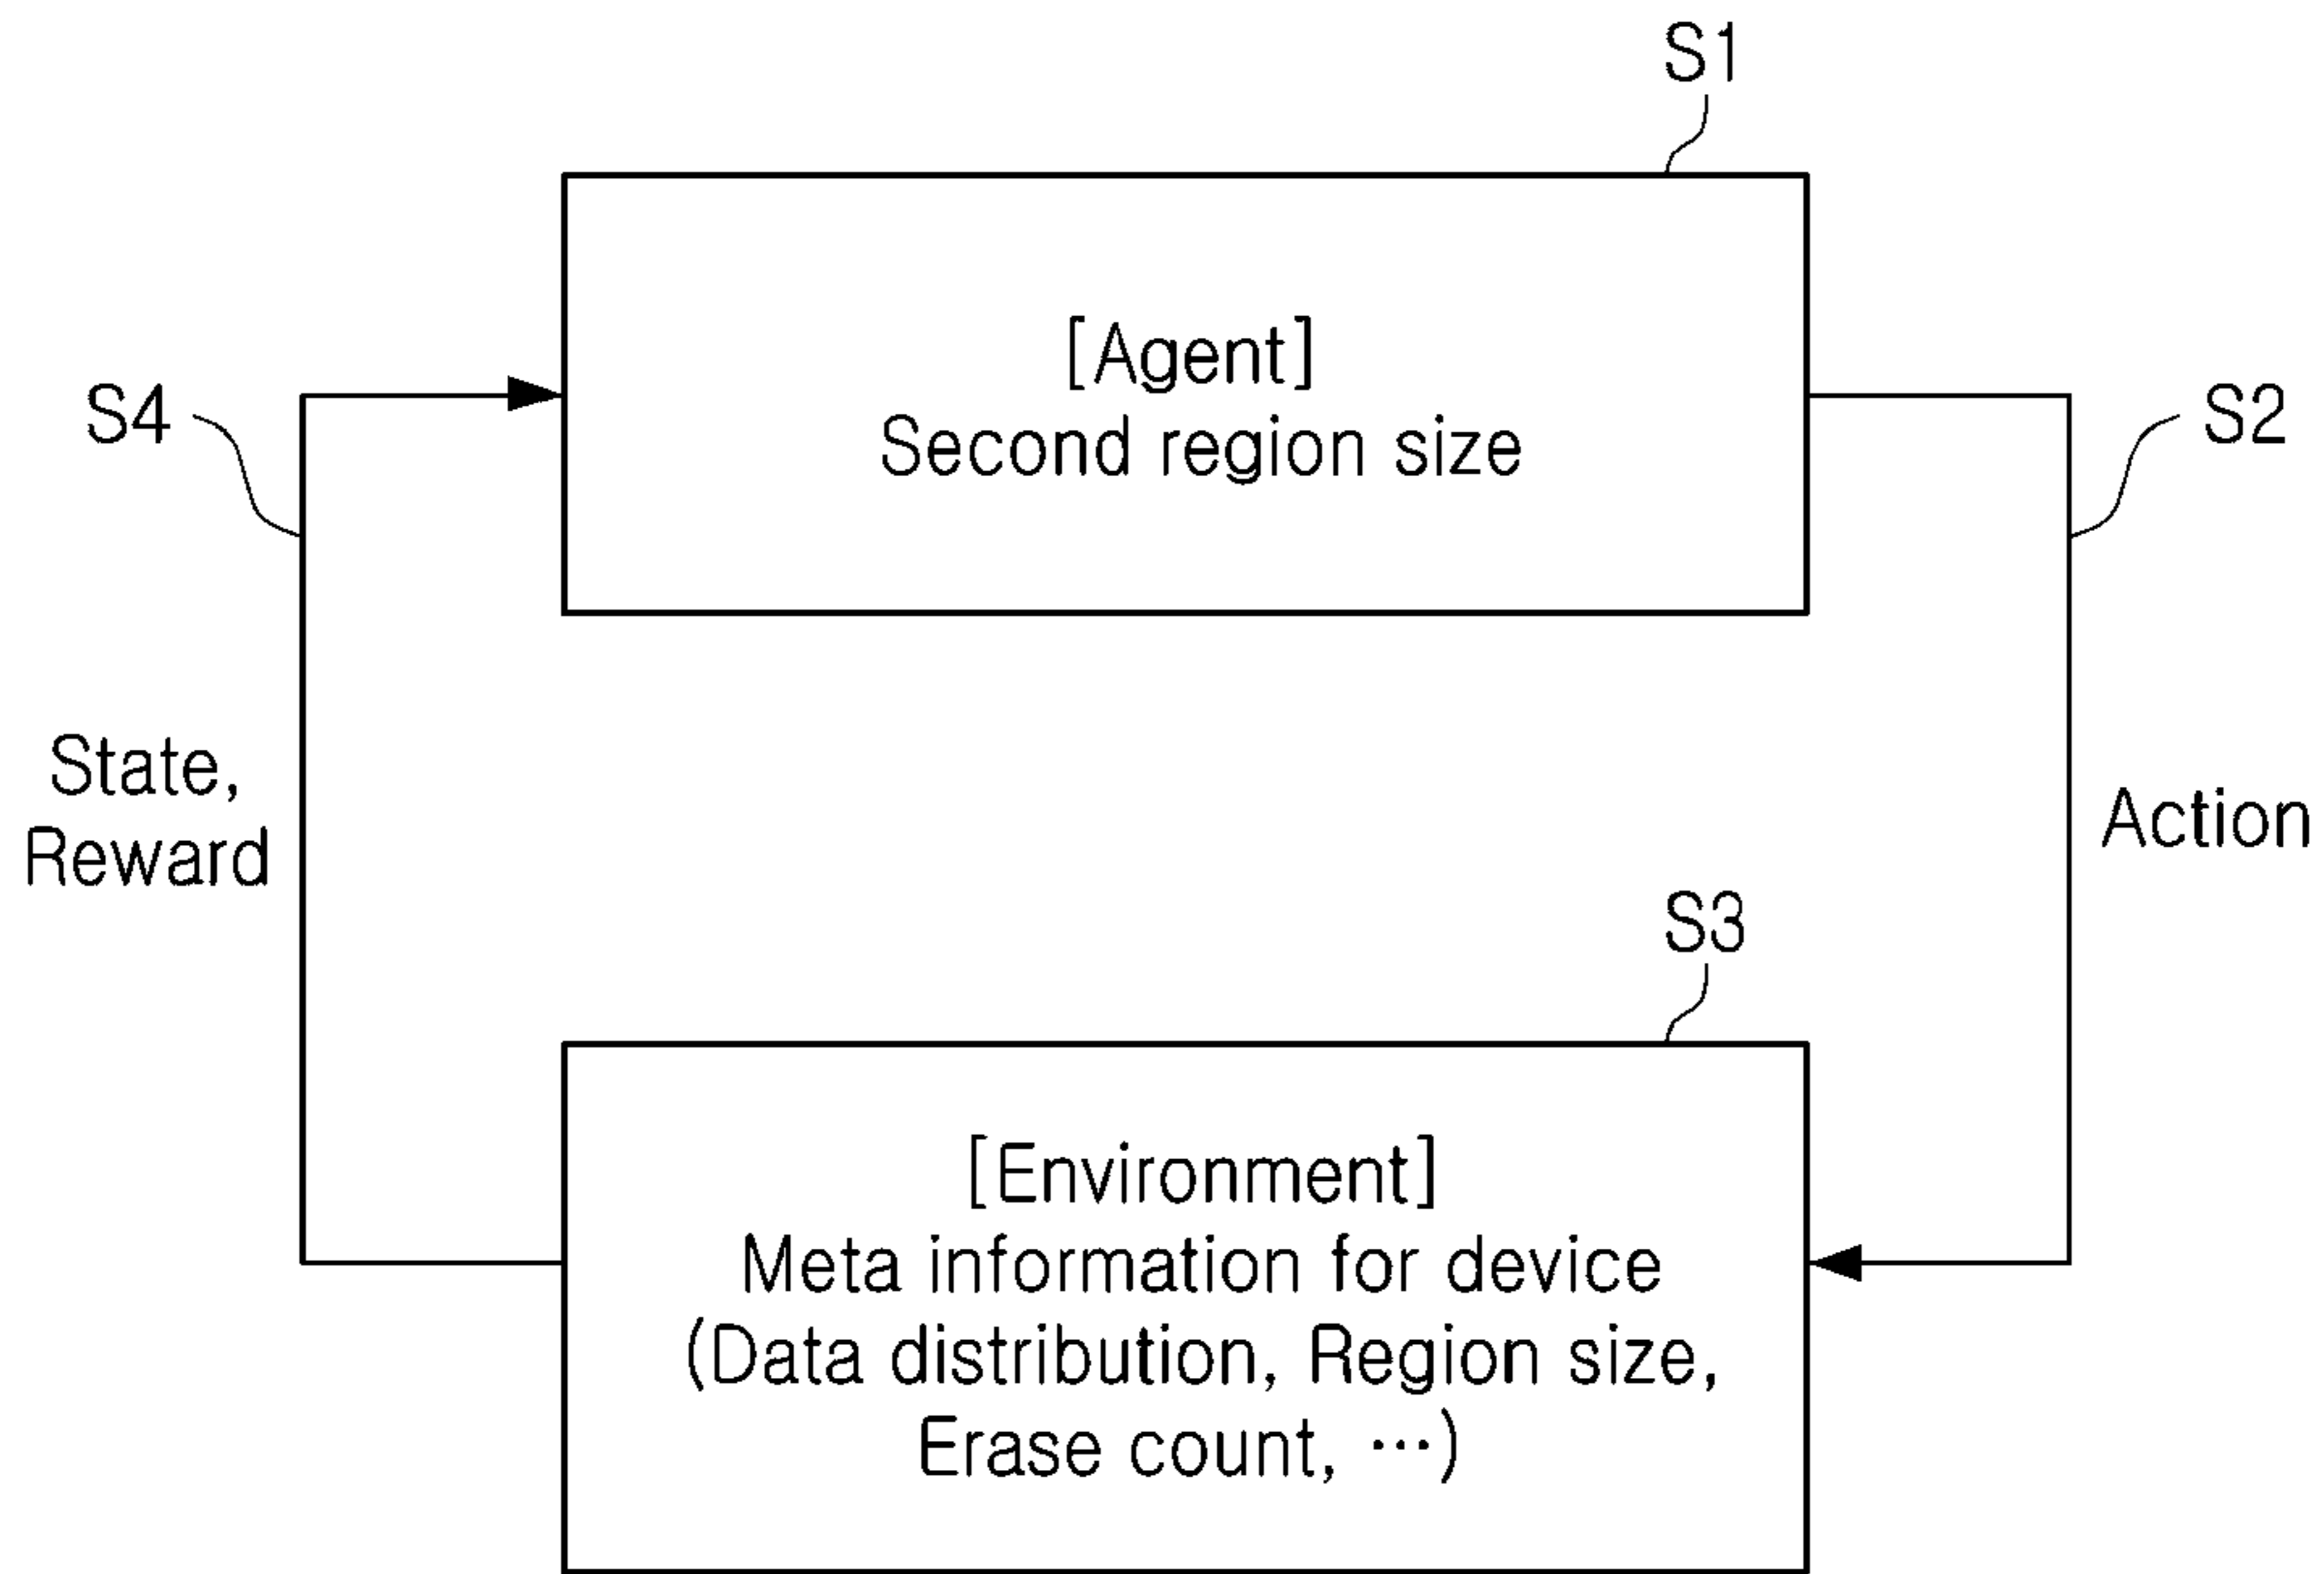 S1
[Agent]
Second region size
S4
S2
State,
Reward
Action
S3
[Environment]
Meta information for device
(Data distribution, Region size,
Erase count, ⋯)